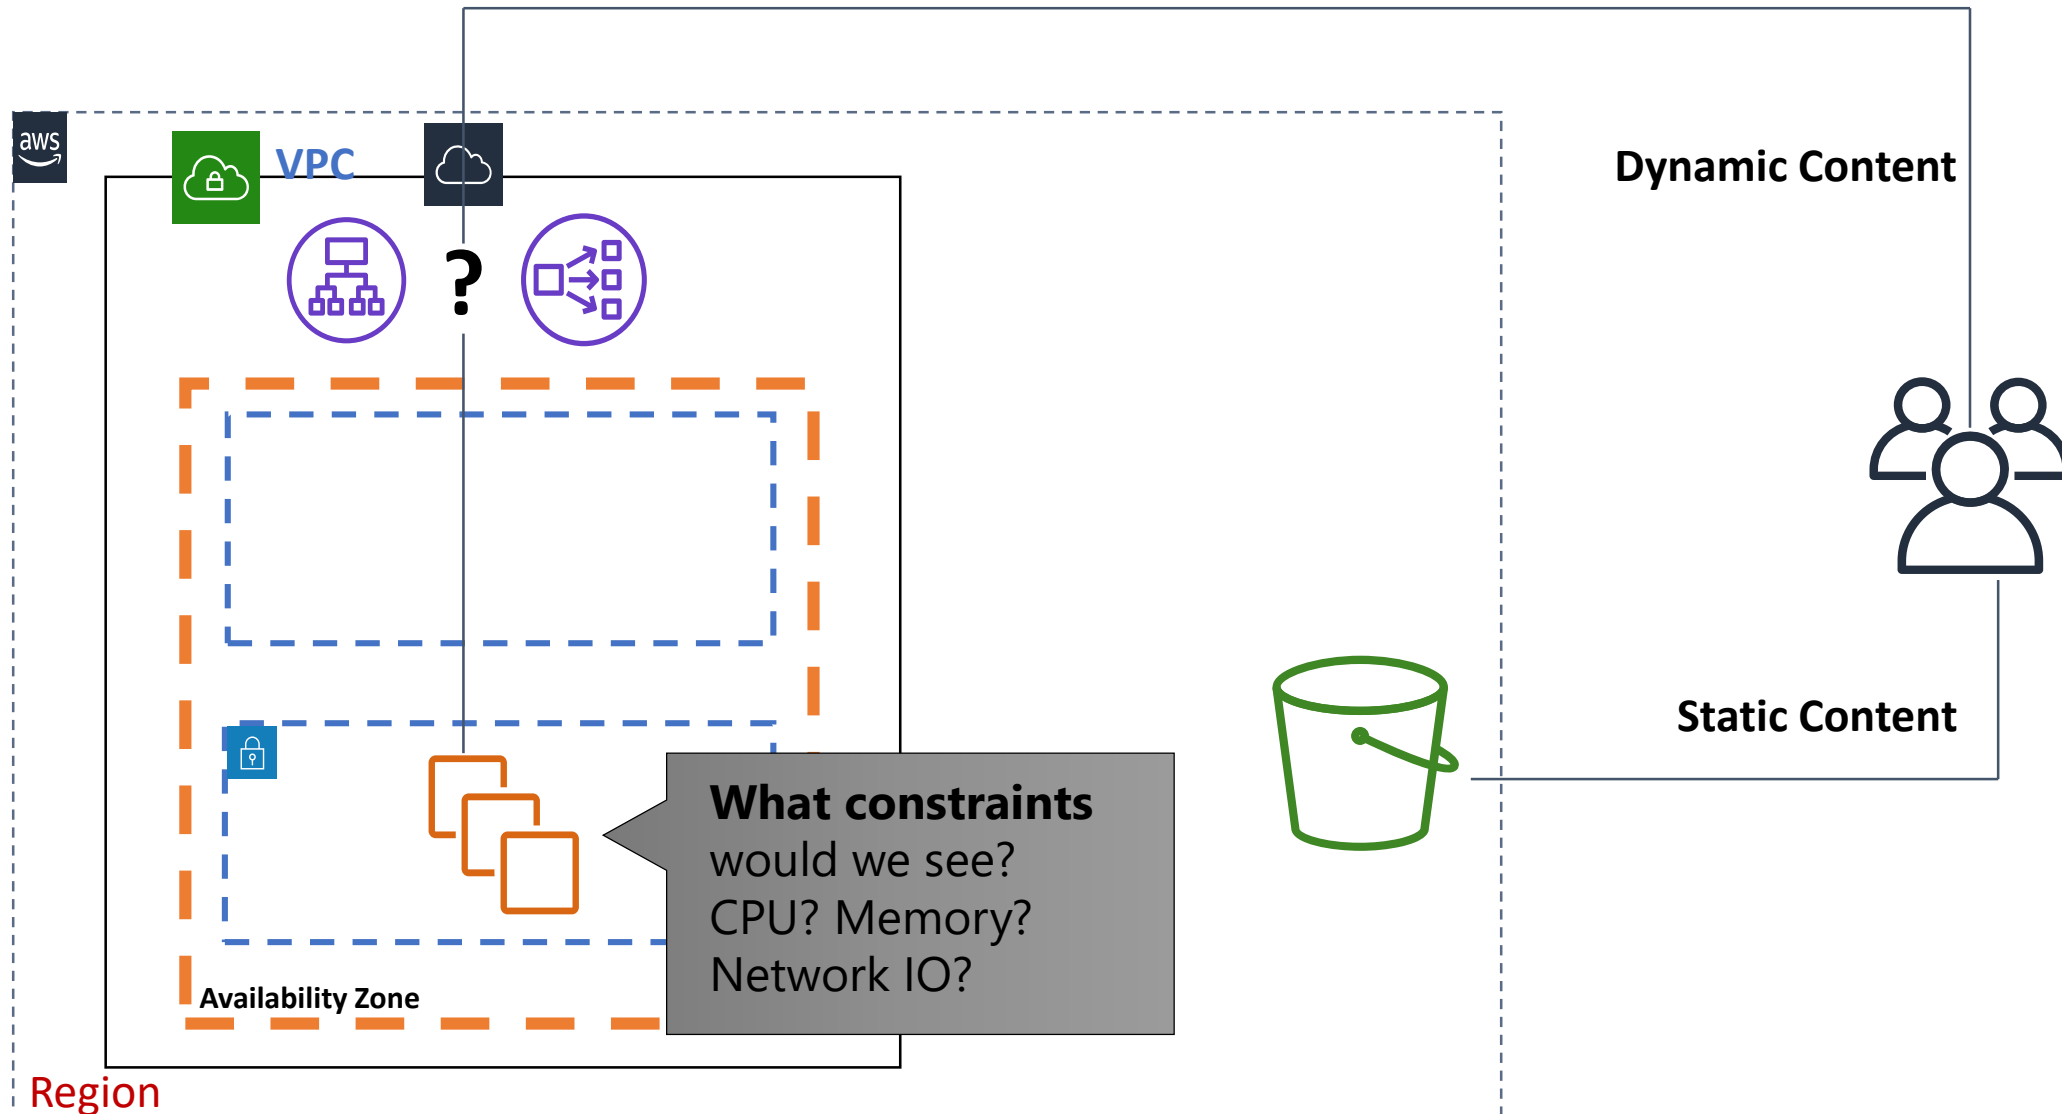 aws
VPC
Dynamic Content
?
Static Content
What constraints
would we see?
CPU? Memory?
Network IO?
Availability Zone
Region